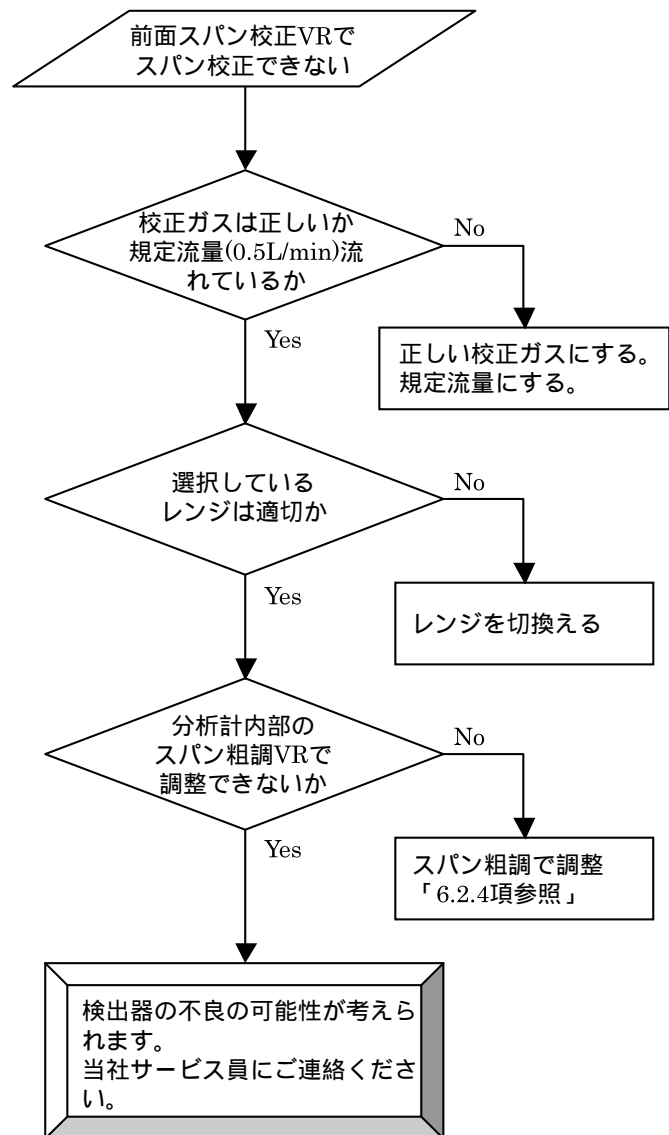 前面スパン校正VRで
スパン校正できない
校正ガスは正しいか
規定流量(0.5L/min)流
れているか
No
Yes
正しい校正ガスにする。
規定流量にする。
選択している
レンジは適切か
No
Yes
レンジを切換える
分析計内部の
スパン粗調VRで
調整できないか
No
Yes
スパン粗調で調整
「6.2.4項参照」
検出器の不良の可能性が考えら
れます。
当社サービス員にご連絡くださ
い。